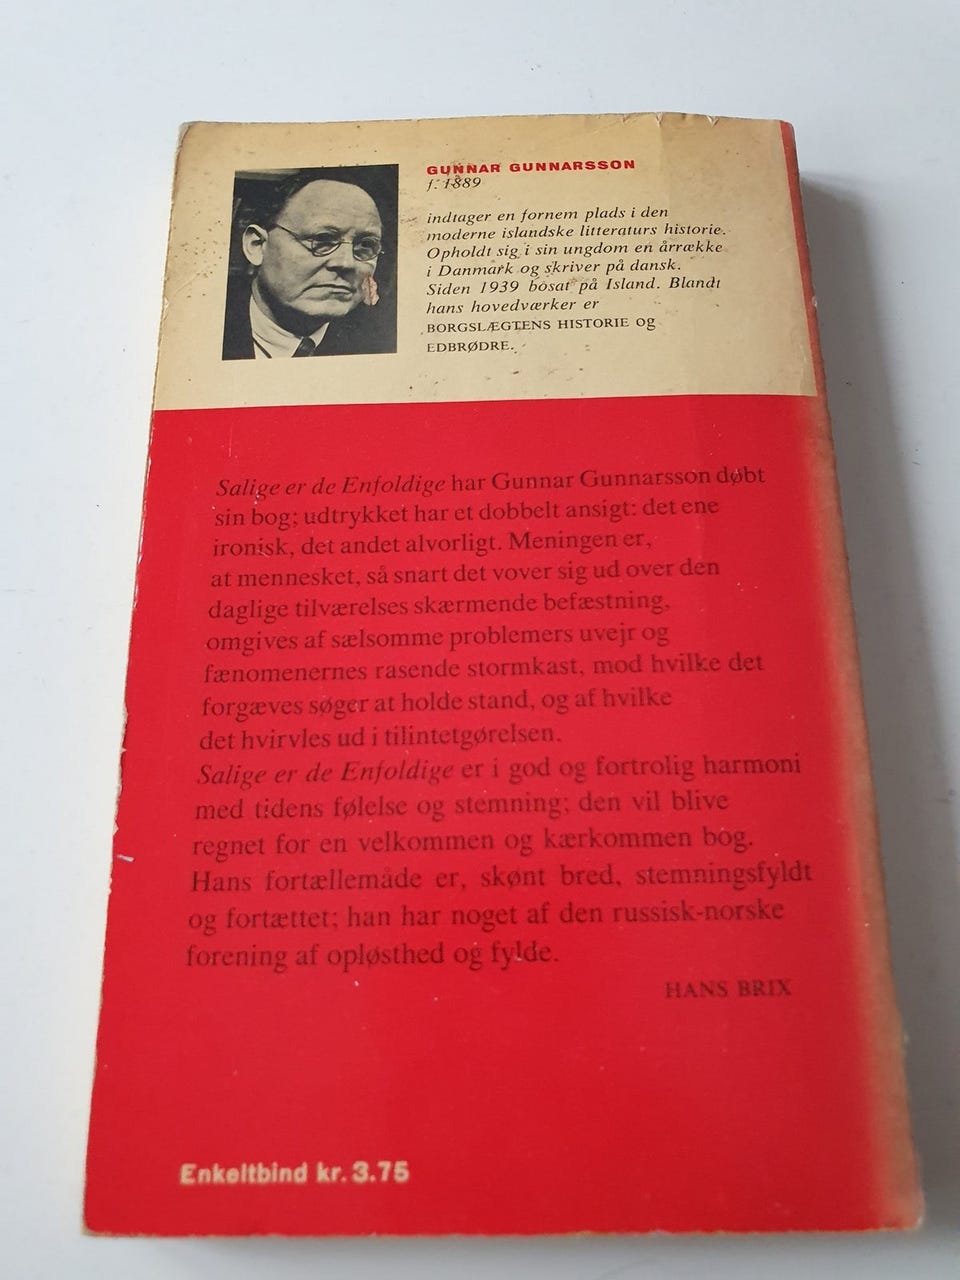 GUNNAR GUNNARSSON
f. 1889
indtager en fornem plads i den
moderne islandske litteraturs historie.
Opholdt sig i sin ungdom en årrække
i Danmark og skriver på dansk.
Siden 1939 bosat på Island. Blandt
hans hovedværker er
BORGSLÆGTENS HISTORIE og
EDBRØDRE.
Salige er de Enfoldige har Gunnar Gunnarsson døbt
sin bog; udtrykket har et dobbelt ansigt: det ene
ironisk, det andet alvorligt. Meningen er,
at mennesket, så snart det vover sig ud over den
daglige tilværelses skærmende befæstning,
omgives af sælsomme problemers uvejr og
fænomenernes rasende stormkast, mod hvilke det
forgæves søger at holde stand, og af hvilke
det hvirvles ud i tilintetgørelsen.
Salige er de Enfoldige er i god og fortrolig harmoni
med tidens følelse og stemning; den vil blive
regnet for en velkommen og kærkommen bog.
Hans fortællemåde er, skønt bred, stemningsfyldt
og fortættet; han har noget af den russisk-norske
forening af opløsthed og fylde.
HANS BRIX
Enkeltbind kr. 3.75